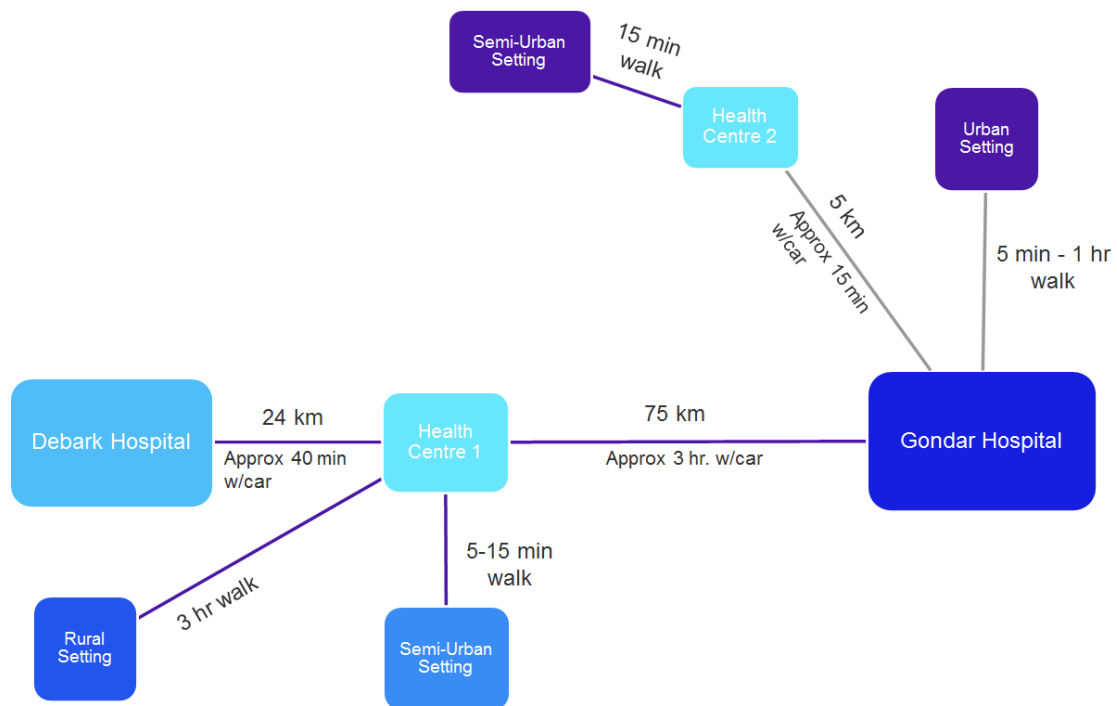 Semi-Urban
Setting
15 min
walk
Health
Centre 2
Urban
Setting
5 km
Approx 15 min
w/car
5 min - 1 hr
walk
Debark Hospital
24 km
Approx 40 min
w/car
Health
Centre 1
75 km
Approx 3 hr. w/car
Gondar Hospital
3 hr walk
5-15 min
walk
Rural
Setting
Semi-Urban
Setting